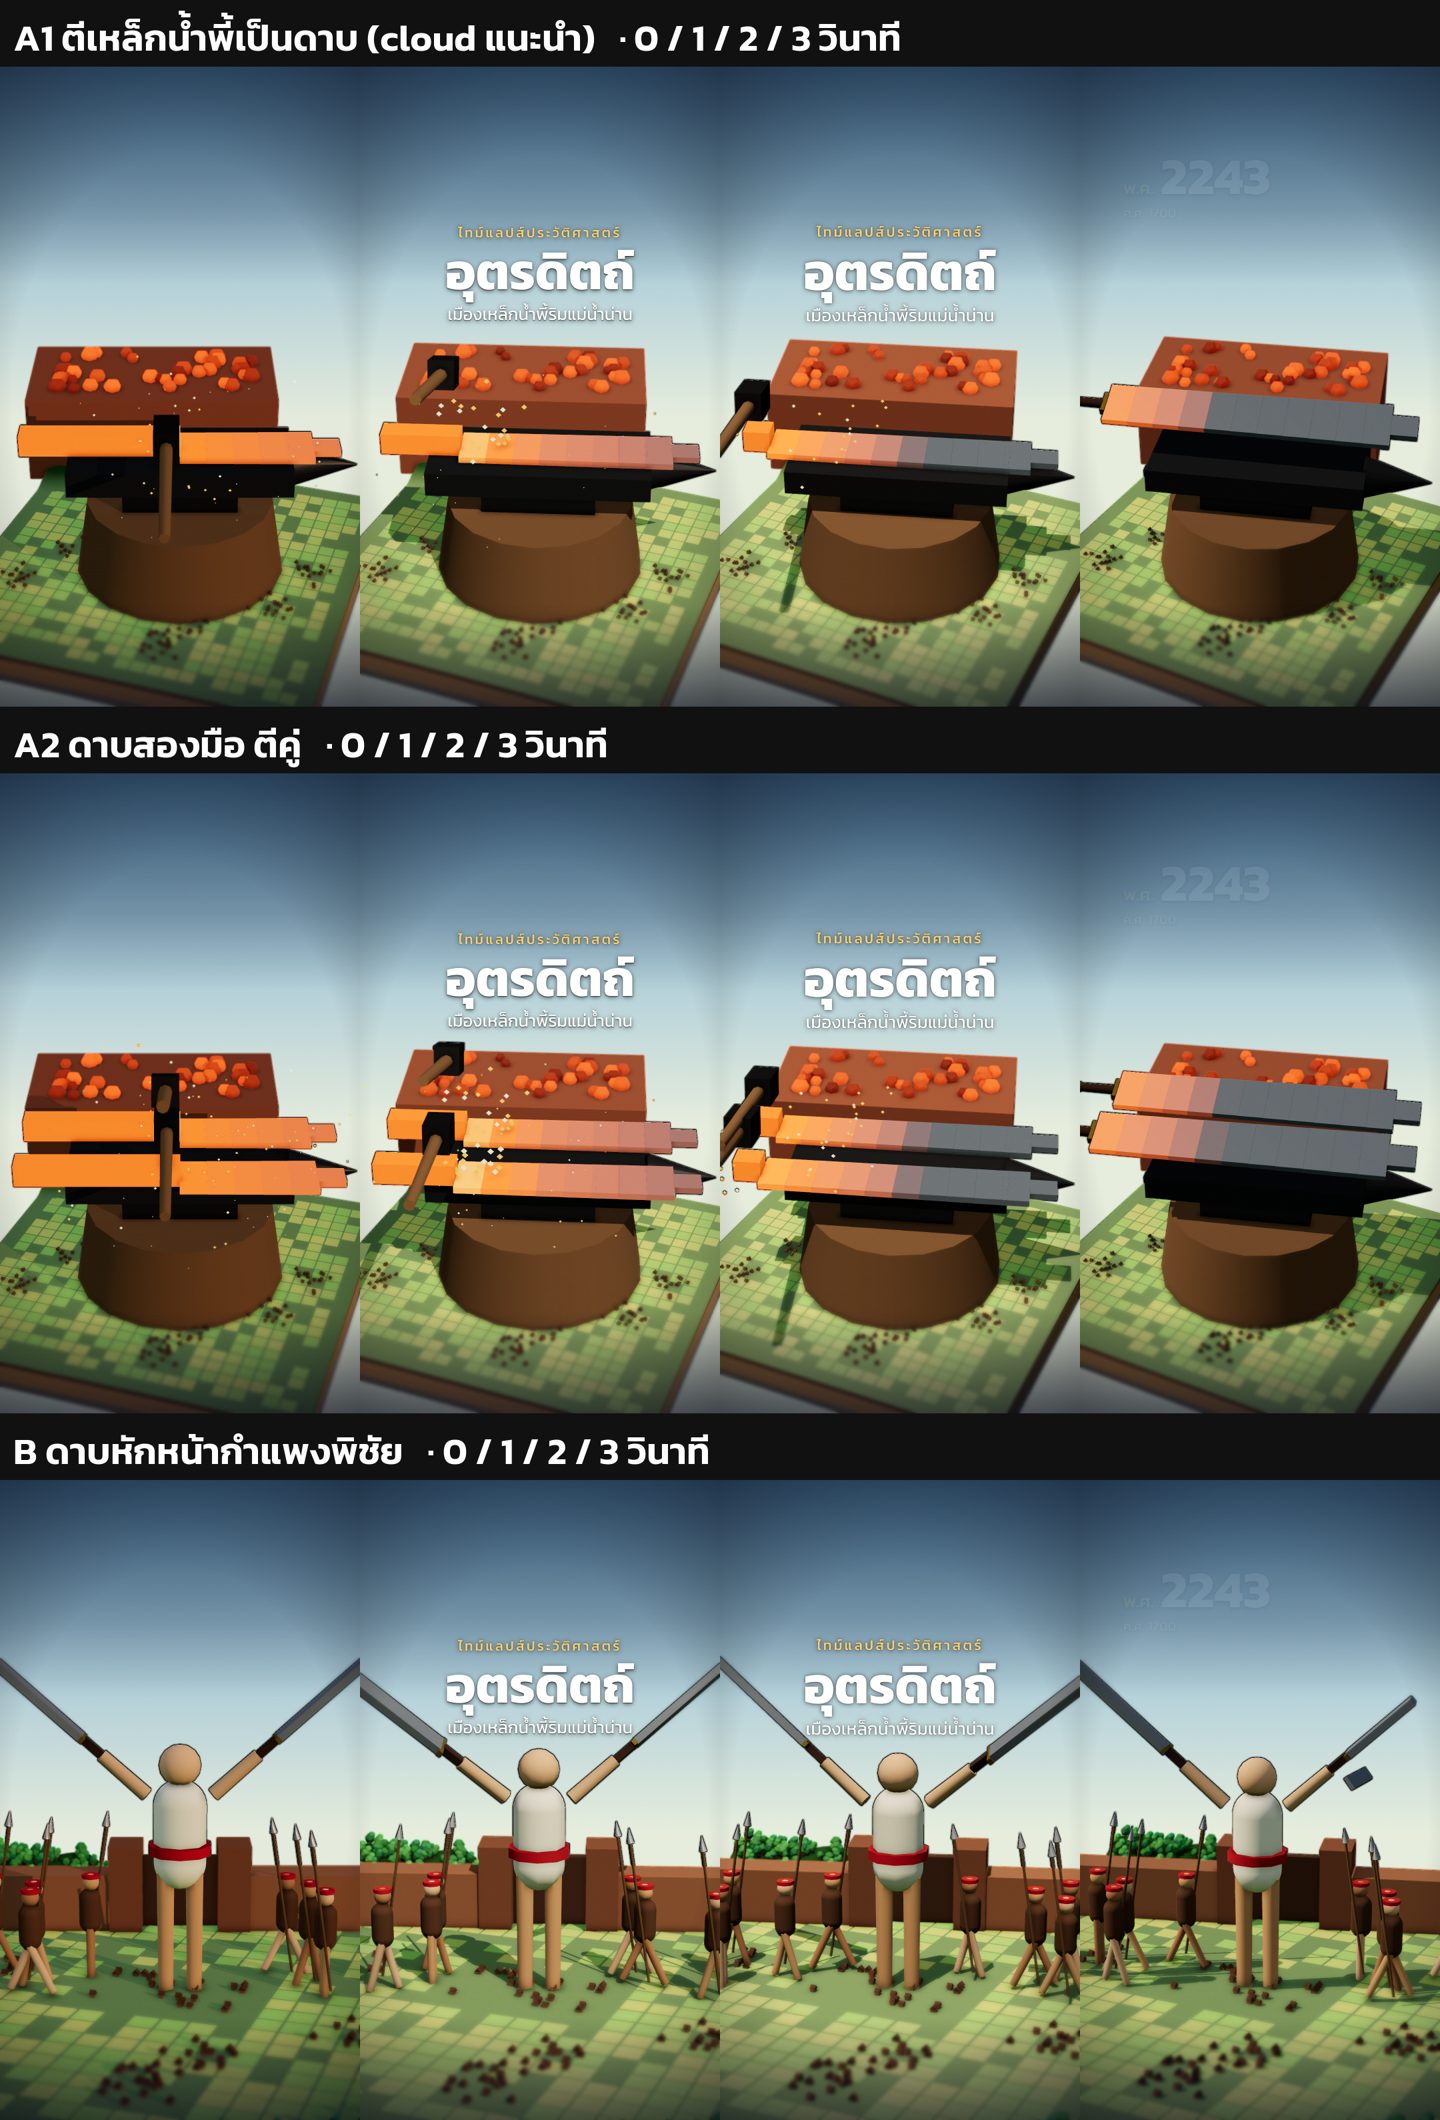 A1 ตีเหล็กน้ำพี้เป็นดาบ (cloud แนะนำ) · 0 / 1 / 2 / 3 วินาที
ไทม์แลปส์ประวัติศาสตร์
อุตรดิตถ์
เมืองเหล็กน้ำพี้ริมแม่น้ำน่าน
ไทม์แลปส์ประวัติศาสตร์
อุตรดิตถ์
เมืองเหล็กน้ำพี้ริมแม่น้ำน่าน
พ.ศ. 2243
ค.ศ. 1700
A2 ดาบสองมือ ตีคู่ · 0 / 1 / 2 / 3 วินาที
ไทม์แลปส์ประวัติศาสตร์
อุตรดิตถ์
เมืองเหล็กน้ำพี้ริมแม่น้ำน่าน
ไทม์แลปส์ประวัติศาสตร์
อุตรดิตถ์
เมืองเหล็กน้ำพี้ริมแม่น้ำน่าน
พ.ศ. 2243
ค.ศ. 1700
B ดาบหักหน้ากำแพงพิชัย · 0 / 1 / 2 / 3 วินาที
ไทม์แลปส์ประวัติศาสตร์
อุตรดิตถ์
เมืองเหล็กน้ำพี้ริมแม่น้ำน่าน
ไทม์แลปส์ประวัติศาสตร์
อุตรดิตถ์
เมืองเหล็กน้ำพี้ริมแม่น้ำน่าน
พ.ศ. 2243
ค.ศ. 1700